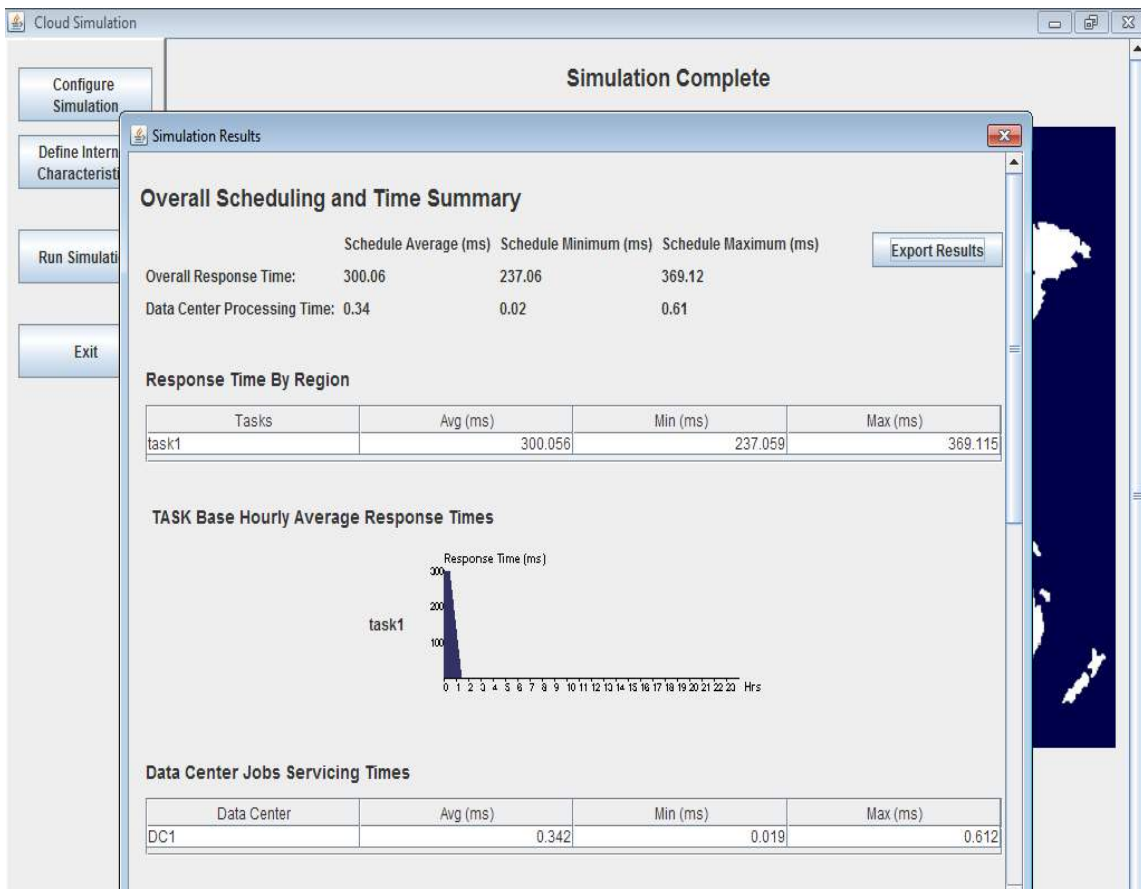 Cloud Simulation
Configure
Simulation
Simulation Complete
Define Intern
Characteristi
Run Simulati
Exit
Simulation Results
Overall Scheduling and Time Summary
Schedule Average (ms) Schedule Minimum (ms) Schedule Maximum (ms)
Export Results
Overall Response Time: 300.06 237.06 369.12
Data Center Processing Time: 0.34 0.02 0.61
Response Time By Region
Tasks Avg (ms) Min (ms) Max (ms)
task1 300.056 237.059 369.115
TASK Base Hourly Average Response Times
Response Time (ms)
300
200
task1
100
0 1 2 3 4 5 6 7 8 9 10 11 12 13 14 15 16 17 18 19 20 21 22 23 Hrs
Data Center Jobs Servicing Times
Data Center Avg (ms) Min (ms) Max (ms)
DC1 0.342 0.019 0.612